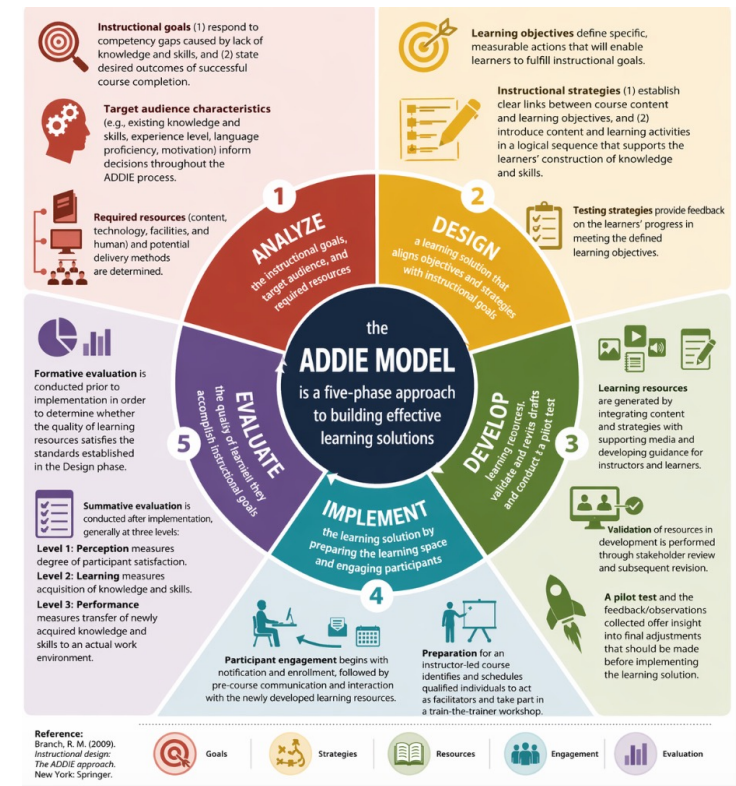 Instructional goals (1) respond to
competency gaps caused by lack of
knowledge and skills, and (2) state
desired outcomes of successful
course completion.
Target audience characteristics
(e.g., existing knowledge and
skills, experience level, language
proficiency, motivation) inform
decisions throughout the
ADDIE process.
Required resources (content,
technology, facilities, and
human) and potential
delivery methods
are determined.
Learning objectives define specific,
measurable actions that will enable
learners to fulfill instructional goals.
Instructional strategies (1) establish
clear links between course content
and learning objectives, and (2)
introduce content and learning activities
in a logical sequence that supports the
learners' construction of knowledge
and skills.
Testing strategies provide feedback
on the learners' progress in
meeting the defined
learning objectives.
1
ANALYZE
the instructional goals,
target audience, and
required resources
2
DESIGN
a learning solution that
aligns objectives and strategies
with instructional goals
the
ADDIE MODEL
is a five-phase approach
to building effective
learning solutions
3
DEVELOP
learning resources),
validate and revits drafts
and conduct a pilot test
Learning resources
are generated by
integrating content
and strategies with
supporting media and
developing guidance for
instructors and learners.
Validation of resources in
development is performed
through stakeholder review
and subsequent revision.
A pilot test and the
feedback/observations
collected offer insight
into final adjustments
that should be made
before implementing
the learning solution.
4
IMPLEMENT
the learning solution by
preparing the learning space
and engaging participants
Participant engagement begins with
notification and enrollment, followed by
pre-course communication and interaction
with the newly developed learning resources.
Preparation for an
instructor-led course
identifies and schedules
qualified individuals to act
as facilitators and take part in
a train-the-trainer workshop.
5
EVALUATE
the quality of learniell they
accomplish instructional goals
Formative evaluation is
conducted prior to
implementation in order
to determine whether
the quality of learning
resources satisfies the
standards established
in the Design phase.
Summative evaluation is
conducted after implementation,
generally at three levels:
Level 1: Perception measures
degree of participant satisfaction.
Level 2: Learning measures
acquisition of knowledge and skills.
Level 3: Performance
measures transfer of newly
acquired knowledge and
skills to an actual work
environment.
Reference:
Branch, R. M. (2009).
Instructional design:
The ADDIE approach.
New York: Springer.
Goals
Strategies
Resources
Engagement
Evaluation